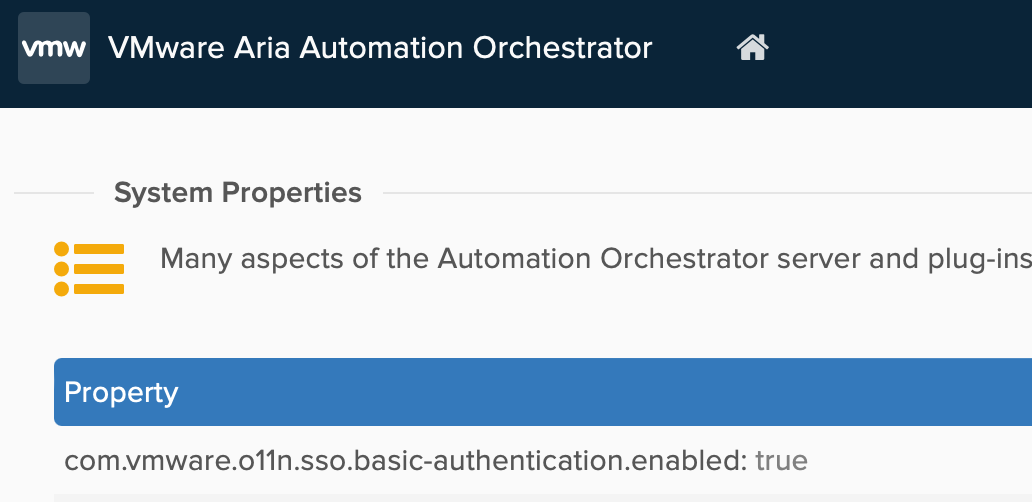 vmw VMware Aria Automation Orchestrator
System Properties
Many aspects of the Automation Orchestrator server and plug-ins
Property
com.vmware.o11n.sso.basic-authentication.enabled: true